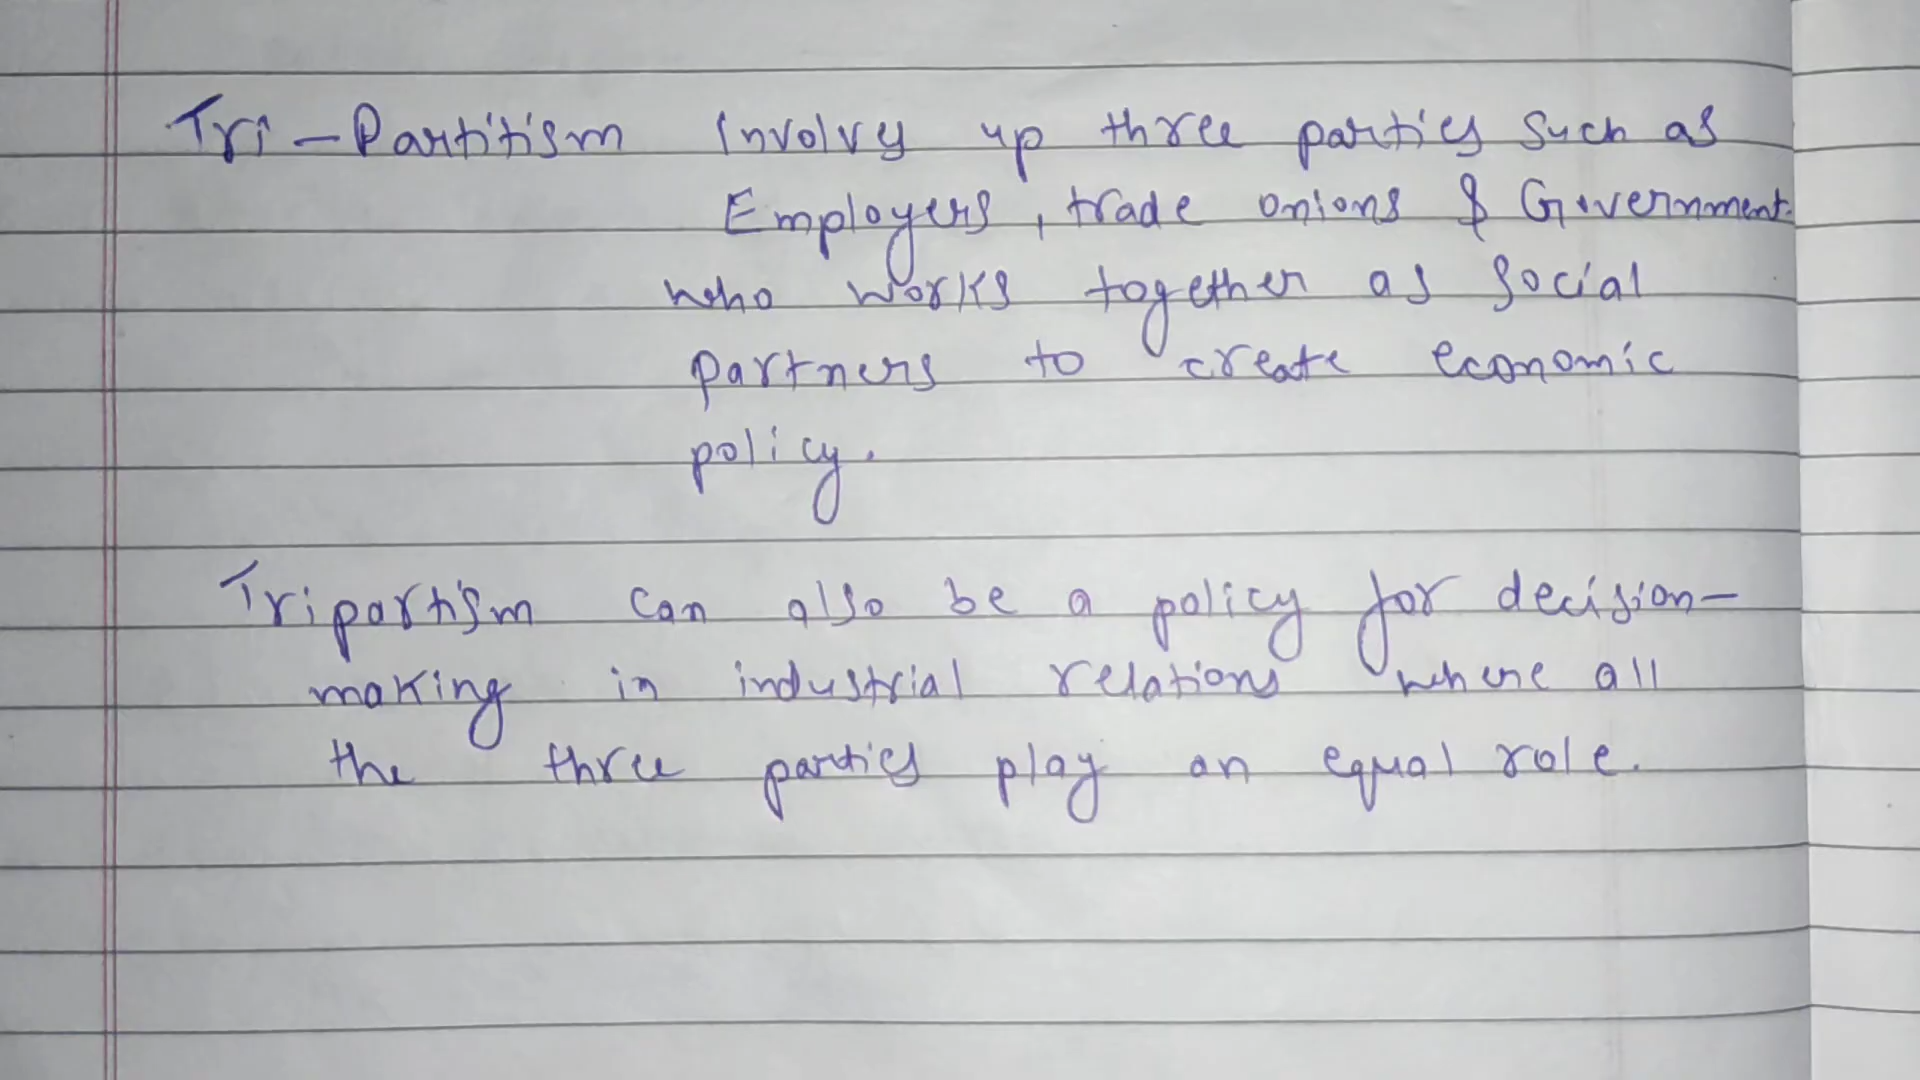 Tri-Partitism Involvy up three parties such as
Employers, trade onions & Government
who works together as Social
partners to create economic
policy.
Tripartism can also be a policy for decision-
making in industrial relations where all
the three parties play an equal role.